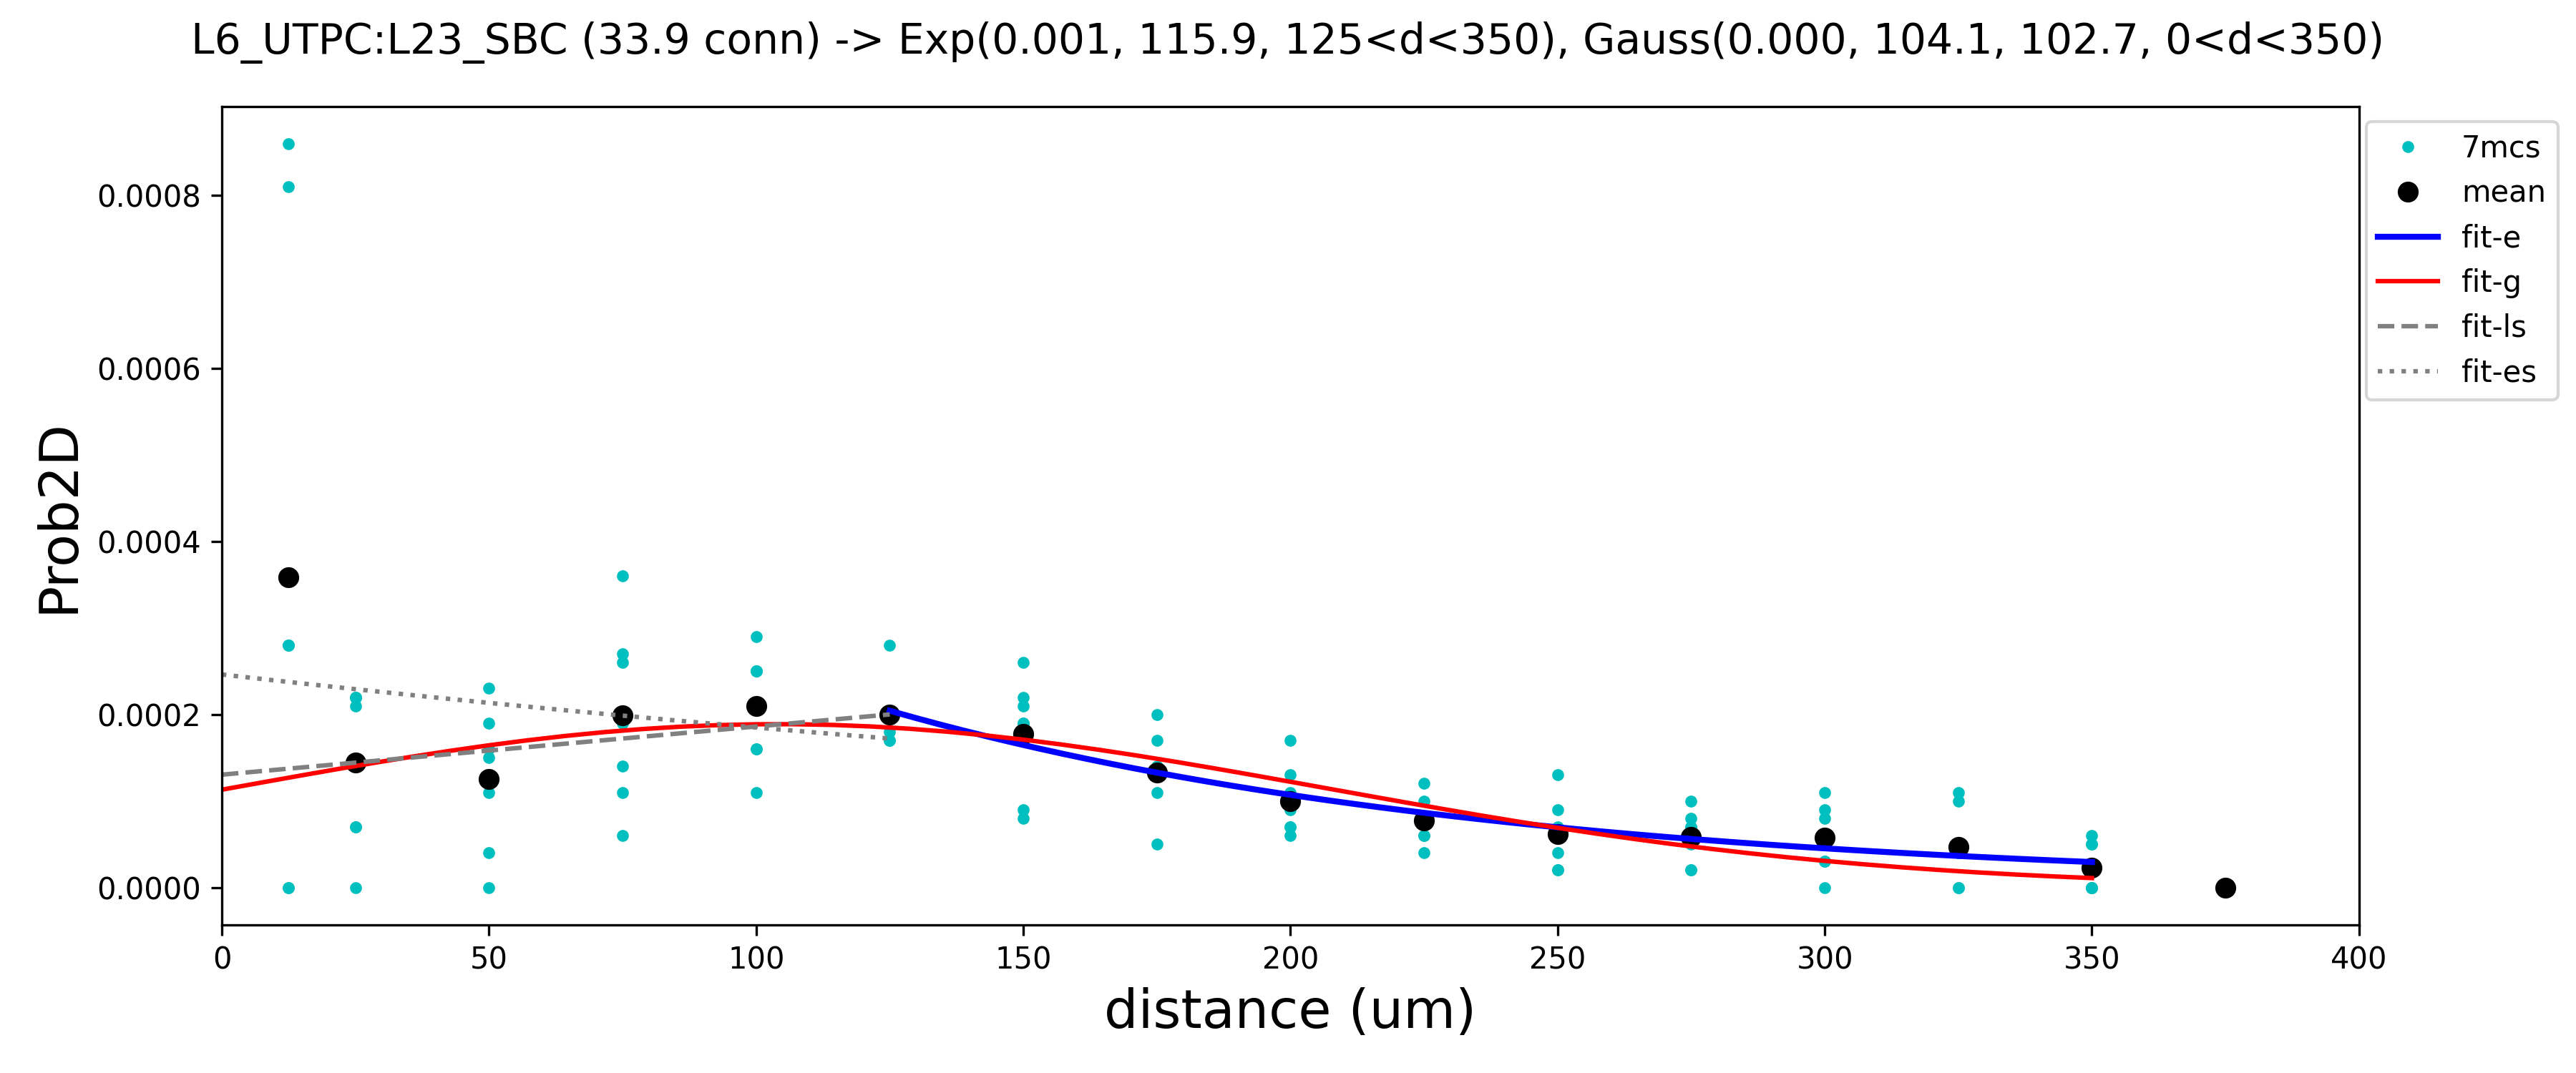 L6_UTPC:L23_SBC (33.9 conn) -> Exp(0.001, 115.9, 125<d<350), Gauss(0.000, 104.1, 102.7, 0<d<350)
7mcs
mean
fit-e
fit-g
fit-ls
fit-es
Prob2D
0.0008
0.0006
0.0004
0.0002
0.0000
0 50 100 150 200 250 300 350 400
distance (um)